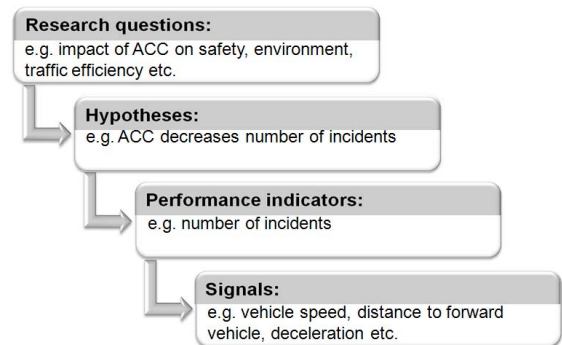 Research questions:
e.g. impact of ACC on safety, environment,
traffic efficiency etc.
Hypotheses:
e.g. ACC decreases number of incidents
Performance indicators:
e.g. number of incidents
Signals:
e.g. vehicle speed, distance to forward
vehicle, deceleration etc.